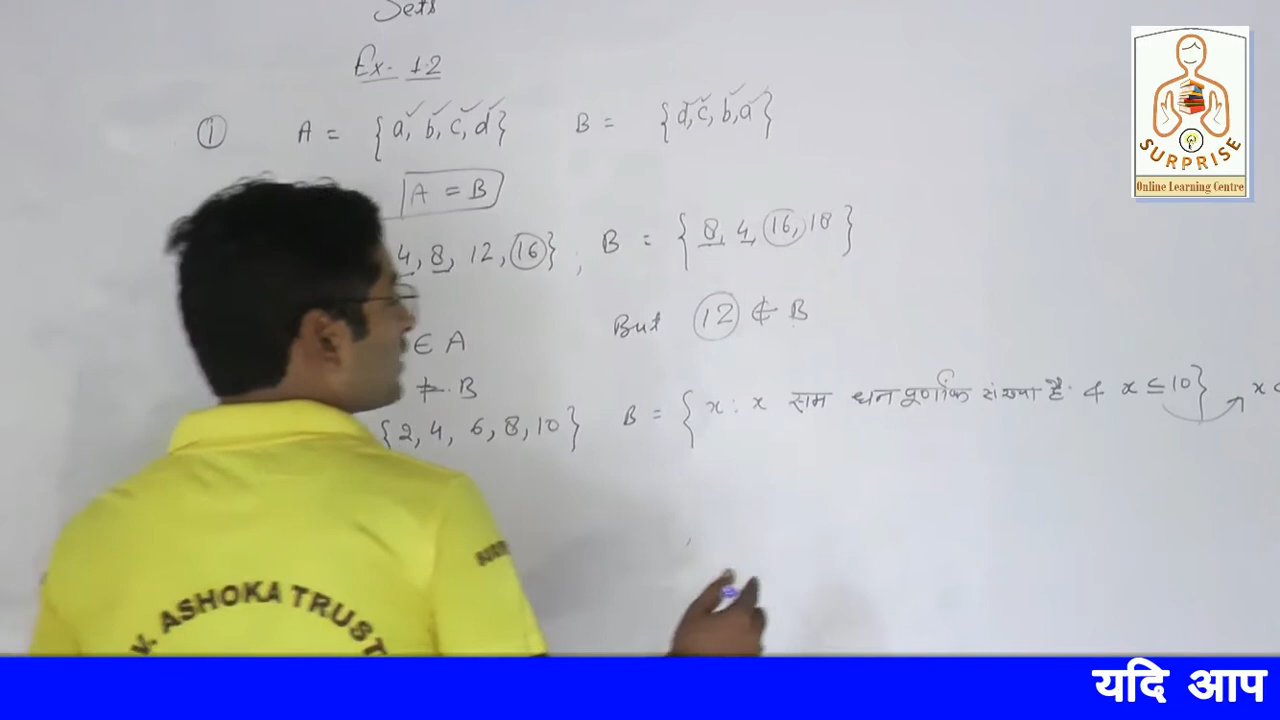 Sets
Ex. 1.2
① A = {a, b, c, d} B = {d, c, b, a}
A = B
4, 8, 12, 16} ; B = {8, 4, 16, 18}
But 12 ∉ B
∈ A
≠ B
{2, 4, 6, 8, 10} B = {x : x सम धनपूर्णांक संख्या है & x ≤ 10} x
SURPRISE
Online Learning Centre
V. ASHOKA TRUST
यदि आप